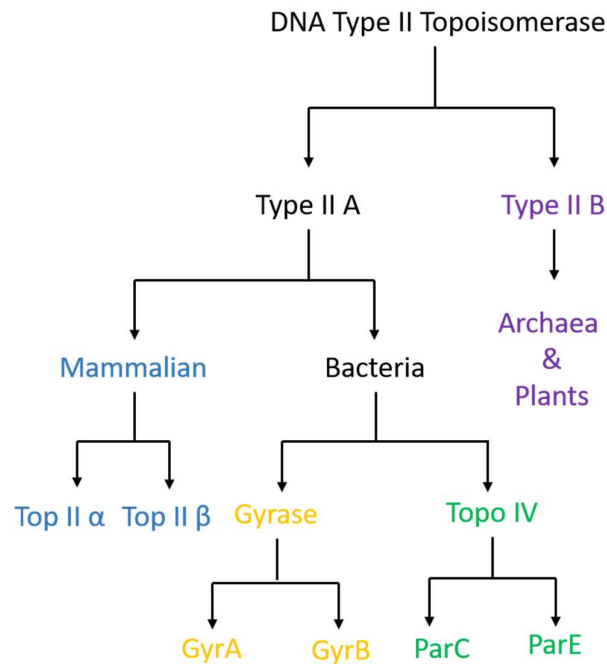 DNA Type II Topoisomerase
Type II A
Type II B
Archaea
&
Plants
Mammalian
Bacteria
Top II α
Top II β
Gyrase
Topo IV
GyrA
GyrB
ParC
ParE